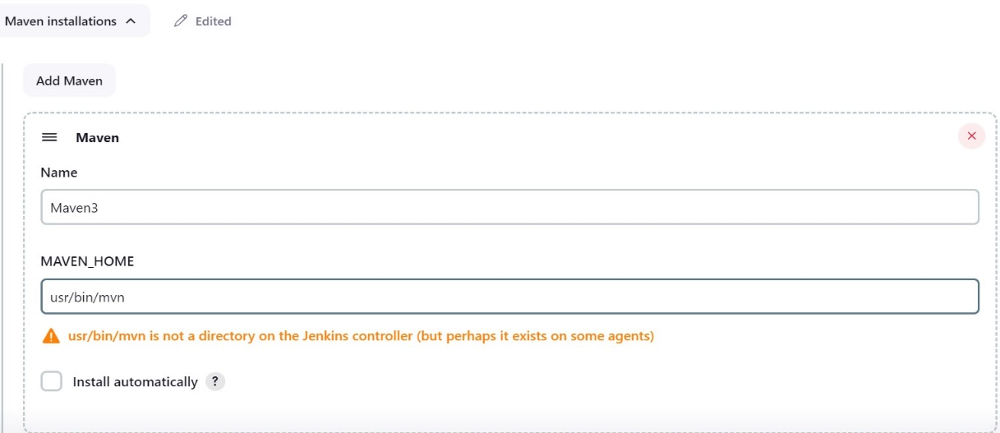 Maven installations
Edited
Add Maven
Maven
Name
Maven3
MAVEN_HOME
usr/bin/mvn
usr/bin/mvn is not a directory on the Jenkins controller (but perhaps it exists on some agents)
Install automatically ?